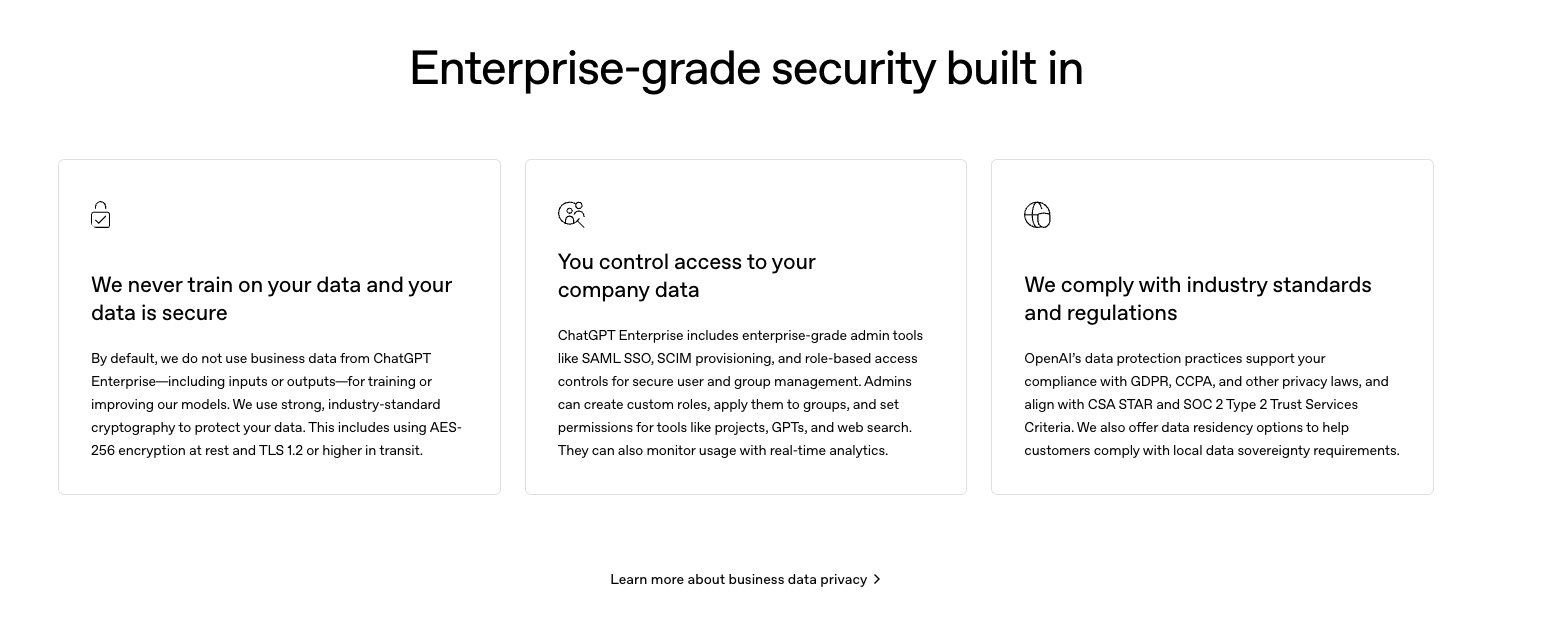 Enterprise-grade security built in
We never train on your data and your
data is secure
By default, we do not use business data from ChatGPT
Enterprise—including inputs or outputs—for training or
improving our models. We use strong, industry-standard
cryptography to protect your data. This includes using AES-
256 encryption at rest and TLS 1.2 or higher in transit.
You control access to your
company data
ChatGPT Enterprise includes enterprise-grade admin tools
like SAML SSO, SCIM provisioning, and role-based access
controls for secure user and group management. Admins
can create custom roles, apply them to groups, and set
permissions for tools like projects, GPTs, and web search.
They can also monitor usage with real-time analytics.
We comply with industry standards
and regulations
OpenAI’s data protection practices support your
compliance with GDPR, CCPA, and other privacy laws, and
align with CSA STAR and SOC 2 Type 2 Trust Services
Criteria. We also offer data residency options to help
customers comply with local data sovereignty requirements.
Learn more about business data privacy